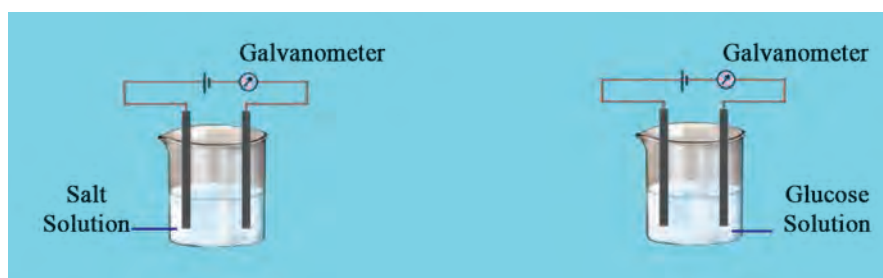 Galvanometer
Salt
Solution
Galvanometer
Glucose
Solution